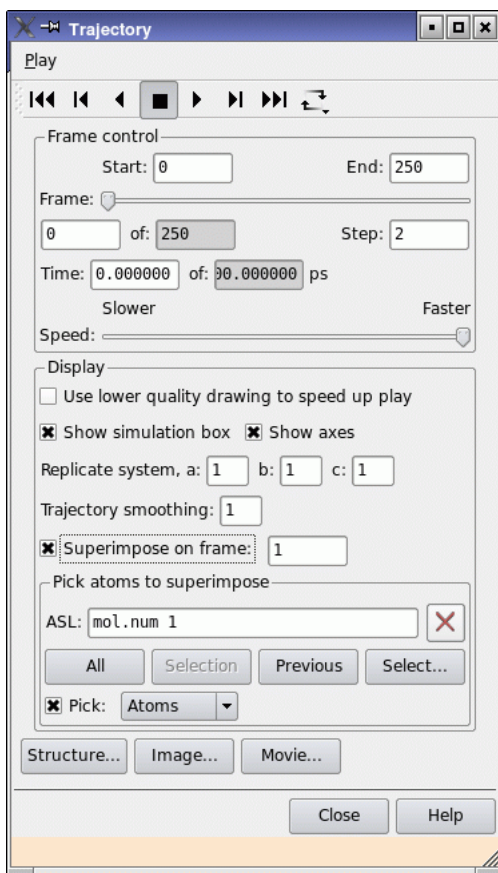 Trajectory
Play
Frame control
Start: 0 End: 250
Frame:
0 of: 250 Step: 2
Time: 0.000000 of: 00.000000 ps
Slower Faster
Speed:
Display
Use lower quality drawing to speed up play
Show simulation box Show axes
Replicate system, a: 1 b: 1 c: 1
Trajectory smoothing: 1
Superimpose on frame: 1
Pick atoms to superimpose
ASL: mol.num 1
All Selection Previous Select...
Pick: Atoms
Structure... Image... Movie...
Close Help